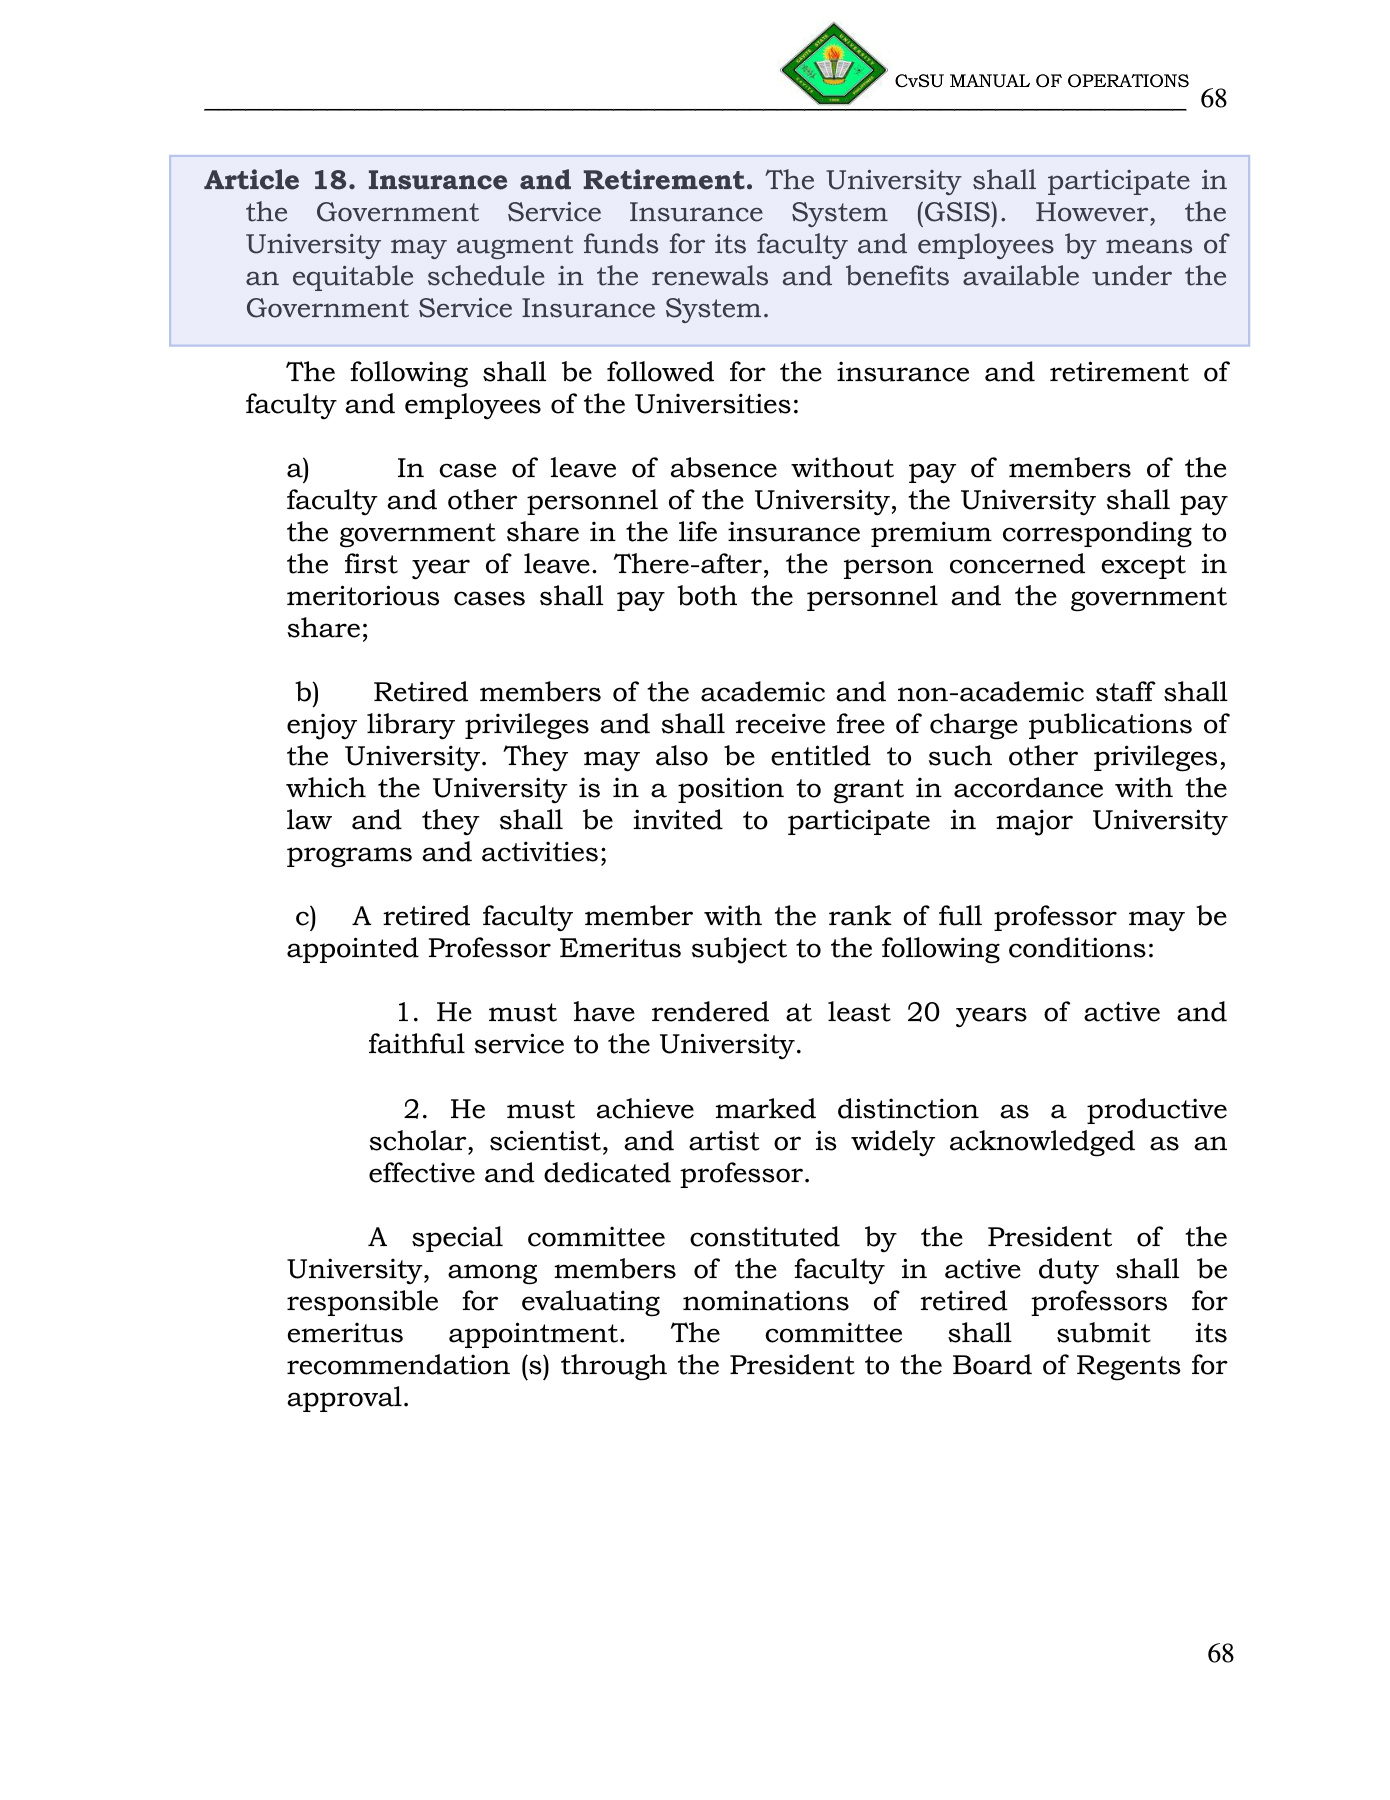 CvSU MANUAL OF OPERATIONS
68
Article 18. Insurance and Retirement. The University shall participate in
the Government Service Insurance System (GSIS). However, the
University may augment funds for its faculty and employees by means of
an equitable schedule in the renewals and benefits available under the
Government Service Insurance System.
The following shall be followed for the insurance and retirement of
faculty and employees of the Universities:
a) In case of leave of absence without pay of members of the
faculty and other personnel of the University, the University shall pay
the government share in the life insurance premium corresponding to
the first year of leave. There-after, the person concerned except in
meritorious cases shall pay both the personnel and the government
share;
b) Retired members of the academic and non-academic staff shall
enjoy library privileges and shall receive free of charge publications of
the University. They may also be entitled to such other privileges,
which the University is in a position to grant in accordance with the
law and they shall be invited to participate in major University
programs and activities;
c) A retired faculty member with the rank of full professor may be
appointed Professor Emeritus subject to the following conditions:
1. He must have rendered at least 20 years of active and
faithful service to the University.
2. He must achieve marked distinction as a productive
scholar, scientist, and artist or is widely acknowledged as an
effective and dedicated professor.
A special committee constituted by the President of the
University, among members of the faculty in active duty shall be
responsible for evaluating nominations of retired professors for
emeritus appointment. The committee shall submit its
recommendation (s) through the President to the Board of Regents for
approval.
68